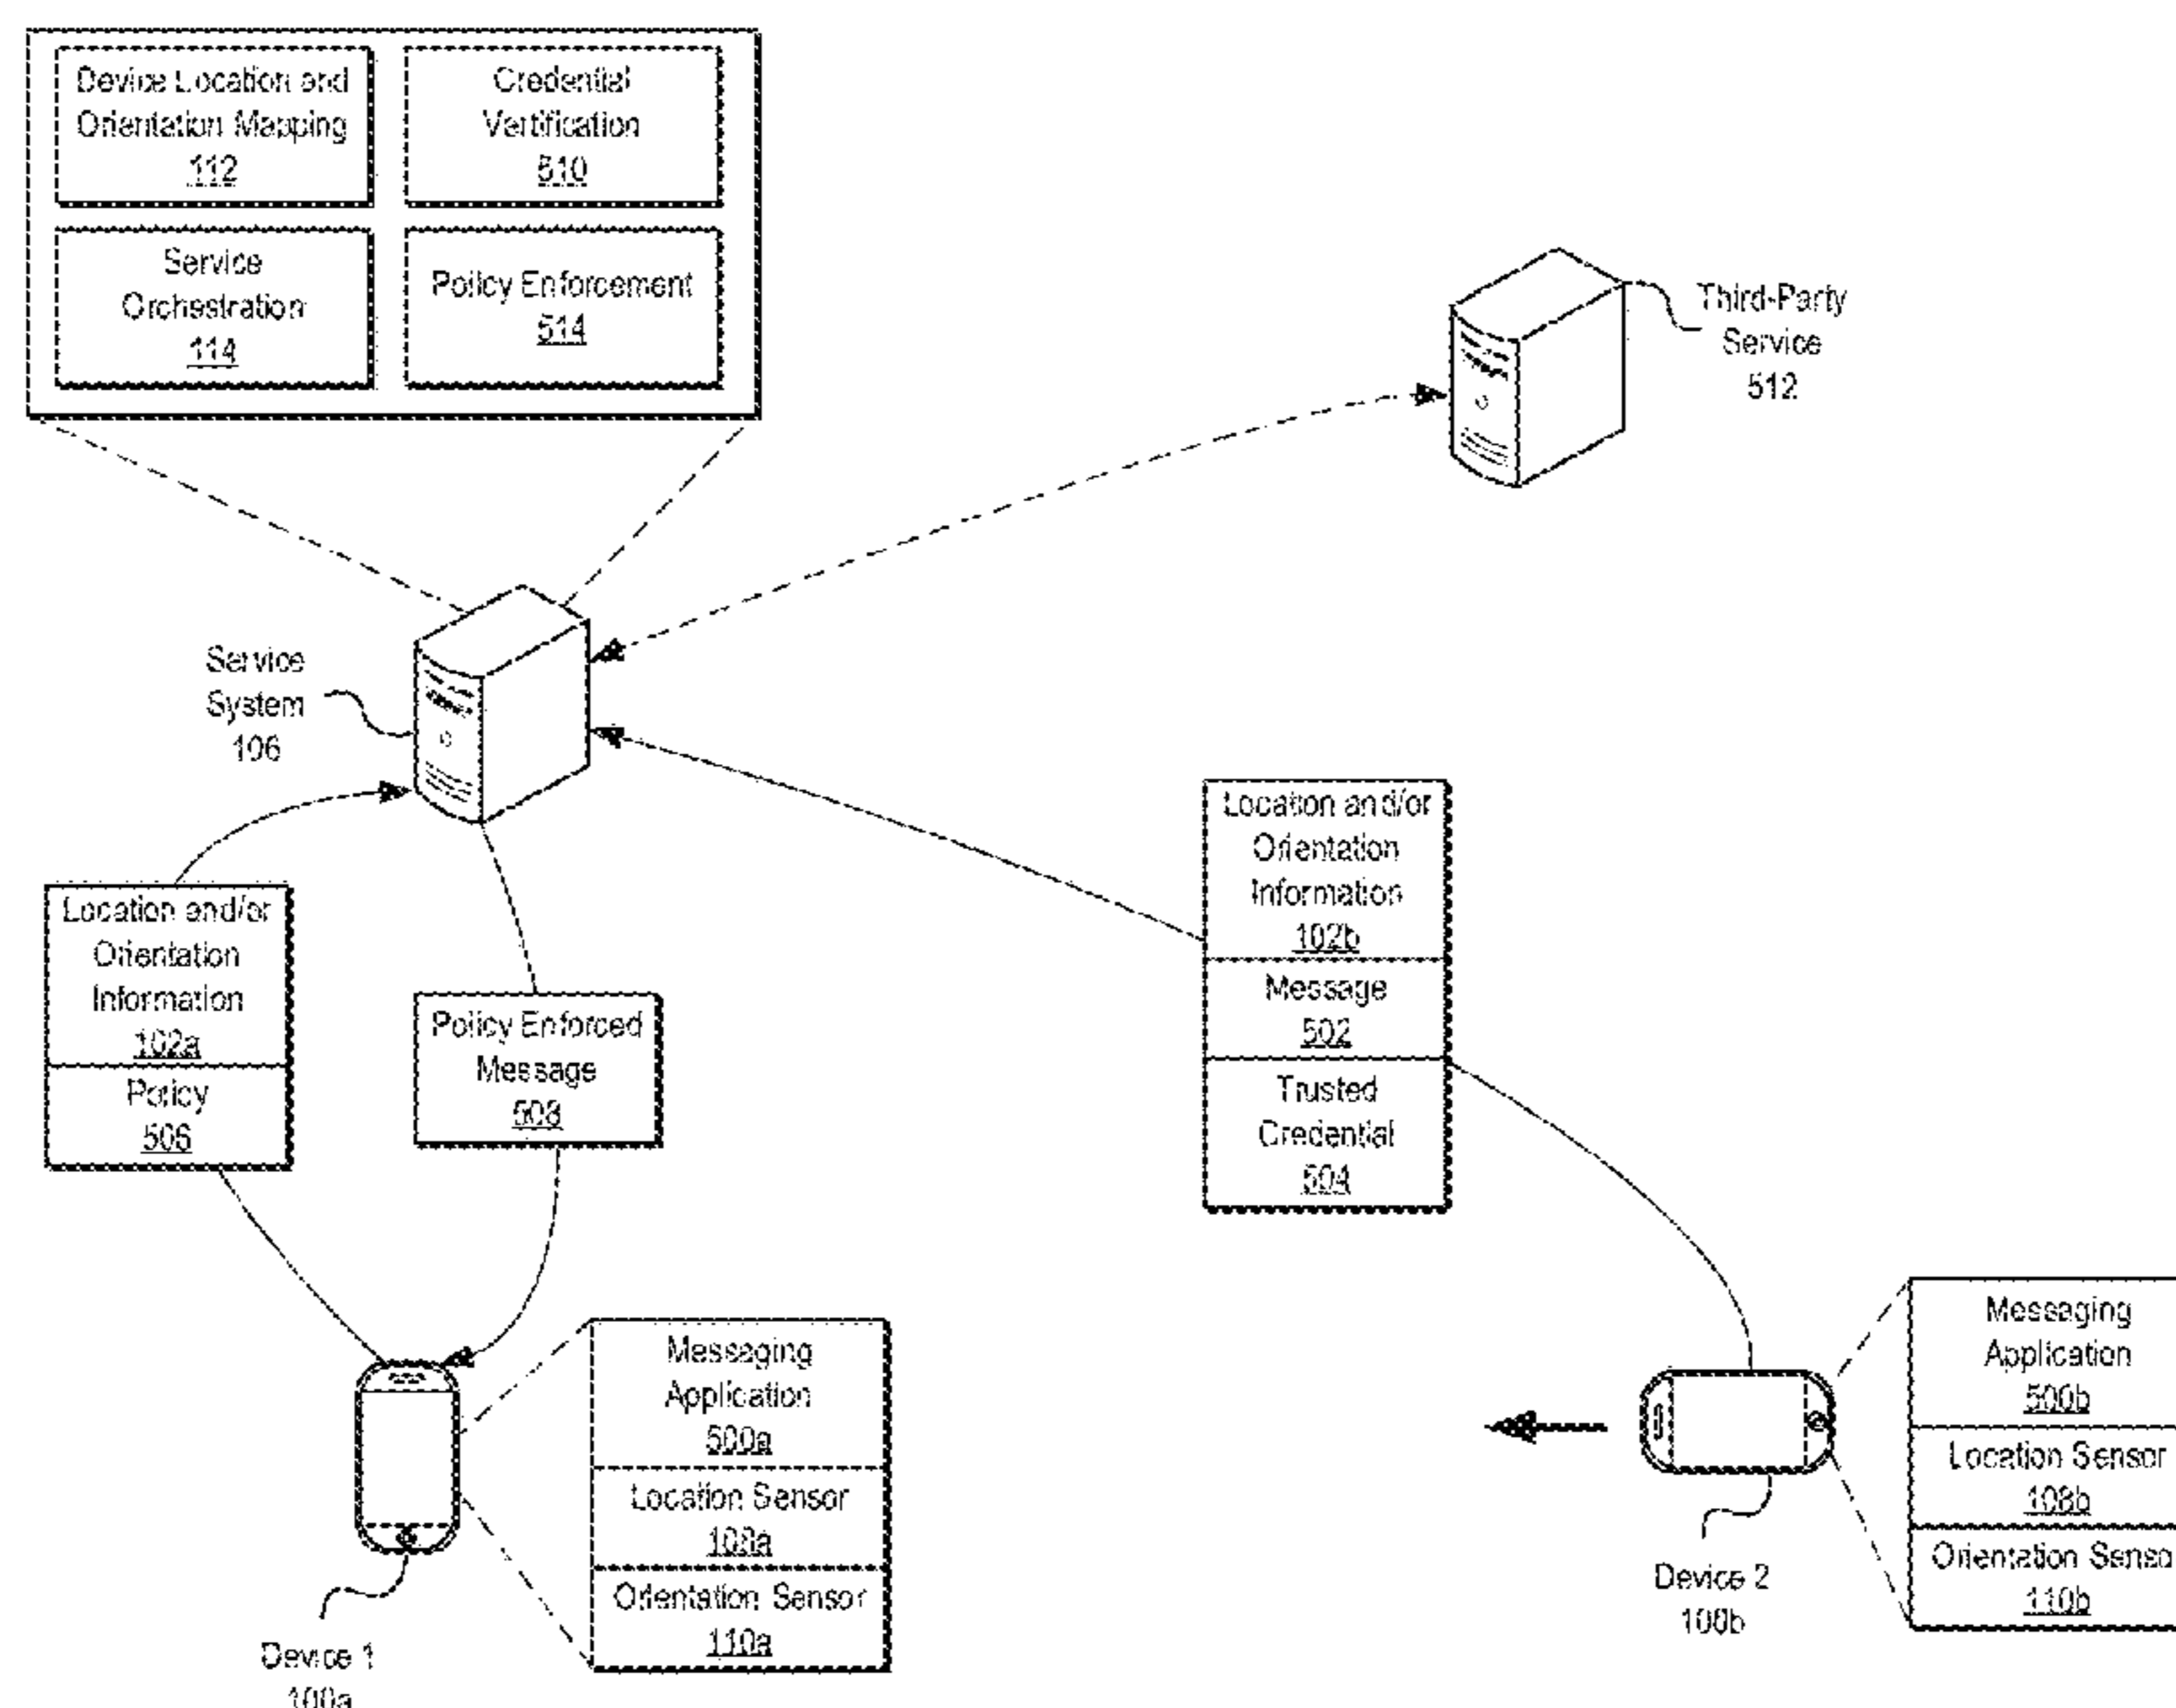 Device Location and
Orientation Mapping
112
Credential
Vertification
510
Service
Orchestration
114
Policy Enforcement
514
Third-Party
Service
512
Service
System
106
Location and/or
Orientation
Information
102a
Policy
506
Policy Enforced
Message
508
Location and/or
Orientation
Information
102b
Message
502
Trusted
Credential
504
Messaging
Application
500a
Location Sensor
108a
Orientation Sensor
110a
Device 1
100a
Messaging
Application
500b
Location Sensor
108b
Orientation Senso
110b
Device 2
100b